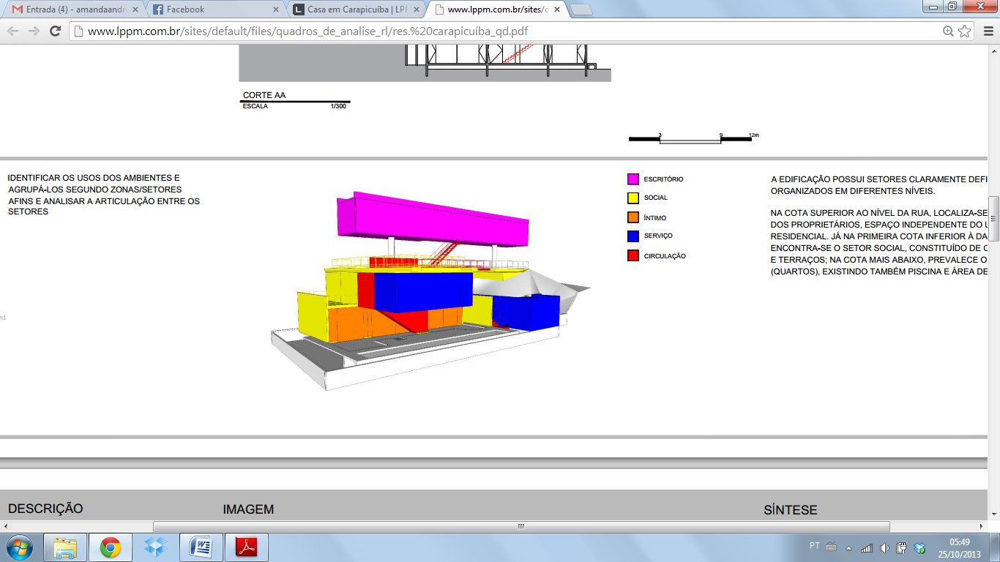 Entrada (4) - amandaandre
Facebook
Casa em Carapicuíba | LPP
www.lppm.com.br/sites/d
www.lppm.com.br/sites/default/files/quadros_de_analise_rl/res.%20carapicuíba_qd.pdf
CORTE AA
ESCALA 1/300
3 9 12m
IDENTIFICAR OS USOS DOS AMBIENTES E
AGRUPÁ-LOS SEGUNDO ZONAS/SETORES
AFINS E ANALISAR A ARTICULAÇÃO ENTRE OS
SETORES
ESCRITÓRIO
SOCIAL
ÍNTIMO
SERVIÇO
CIRCULAÇÃO
A EDIFICAÇÃO POSSUI SETORES CLARAMENTE DEFI
ORGANIZADOS EM DIFERENTES NÍVEIS.
NA COTA SUPERIOR AO NÍVEL DA RUA, LOCALIZA-SE
DOS PROPRIETÁRIOS, ESPAÇO INDEPENDENTE DO U
RESIDENCIAL. JÁ NA PRIMEIRA COTA INFERIOR À DA
ENCONTRA-SE O SETOR SOCIAL, CONSTITUÍDO DE C
E TERRAÇOS; NA COTA MAIS ABAIXO, PREVALECE O
(QUARTOS), EXISTINDO TAMBÉM PISCINA E ÁREA DE
ni
DESCRIÇÃO
IMAGEM
SÍNTESE
PT
05:49
25/10/2013